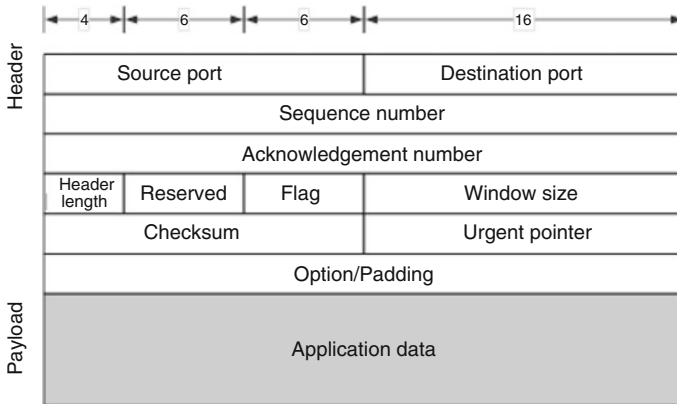 4 6 6 16
Header
Source port Destination port
Sequence number
Acknowledgement number
Header
length Reserved Flag Window size
Checksum Urgent pointer
Option/Padding
Payload
Application data